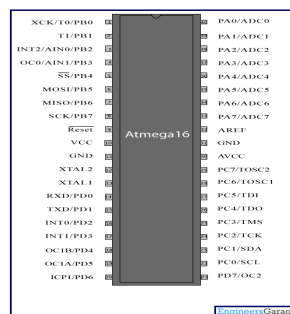 XCK/T0/PB0
T1/PB1
INT2/AIN0/PB2
OC0/AIN1/PB3
SS/PB4
MOSI/PB5
MISO/PB6
SCK/PB7
Reset
VCC
GND
XTAL2
XTAL1
RXD/PD0
TXD/PD1
INT0/PD2
INT1/PD3
OC1B/PD4
OC1A/PD5
ICP1/PD6
Atmega16
PA0/ADC0
PA1/ADC1
PA2/ADC2
PA3/ADC3
PA4/ADC4
PA5/ADC5
PA6/ADC6
PA7/ADC7
AREF
GND
AVCC
PC7/TOSC2
PC6/TOSC1
PC5/TDI
PC4/TDO
PC3/TMS
PC2/TCK
PC1/SDA
PC0/SCL
PD7/OC2
EngineersGarag